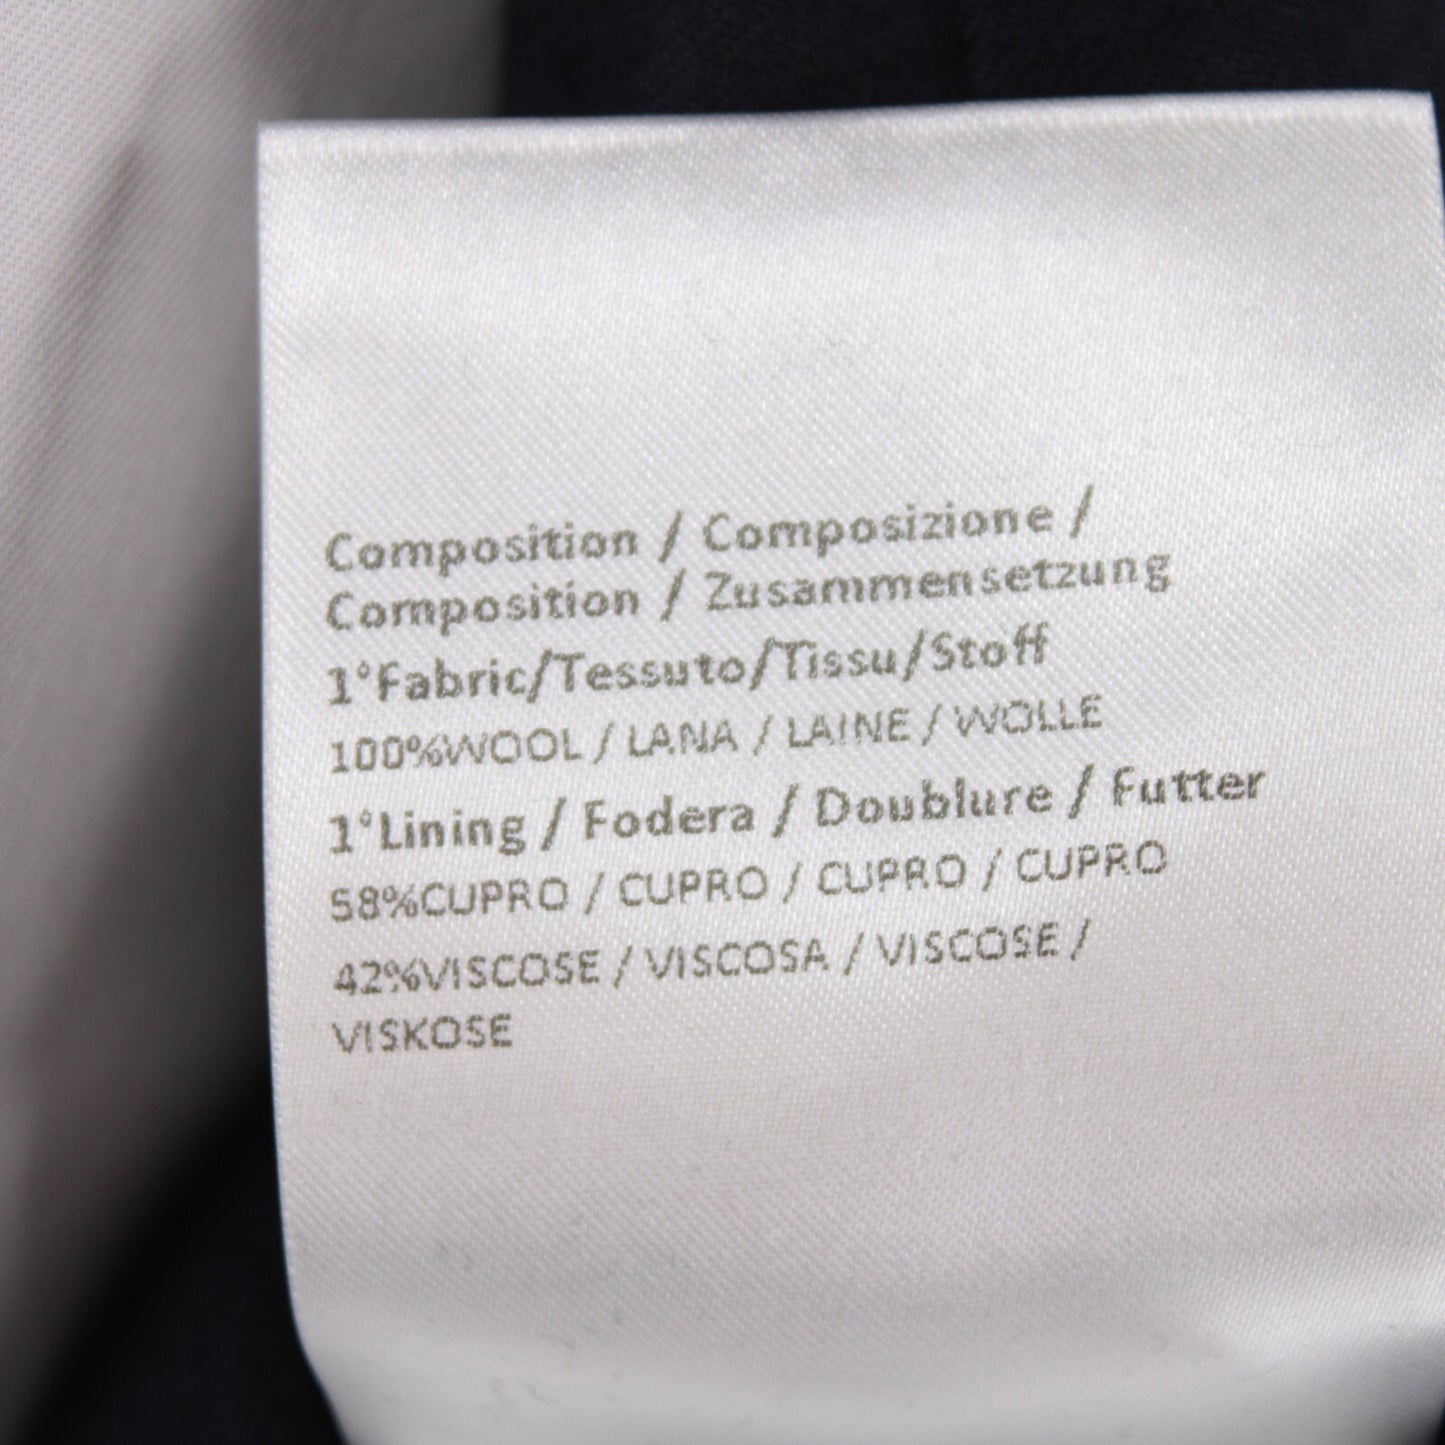 Composition / Composizione /
Composition / Zusammensetzung
1°Fabric/Tessuto/Tissu/Stoff
100%WOOL / LANA / LAINE / WOLLE
1°Lining / Fodera / Doublure / Futter
58%CUPRO / CUPRO / CUPRO / CUPRO
42%VISCOSE / VISCOSA / VISCOSE /
VISKOSE